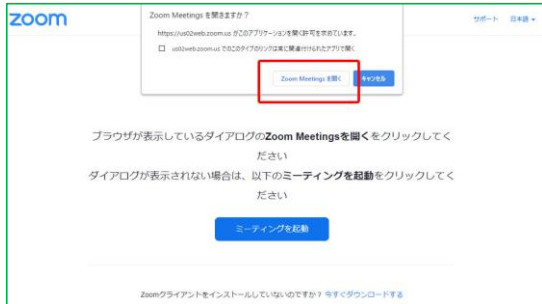 zoom
Zoom Meetings を開きますか？
サポート 日本語
https://us02web.zoom.us がこのアプリケーションを開く許可を求めています。
us02web.zoom.us でのこのタイプのリンクは常に関連付けられたアプリで開く
Zoom Meetings を開く キャンセル
ブラウザが表示しているダイアログのZoom Meetingsを開くをクリックしてく
ださい
ダイアログが表示されない場合は、以下のミーティングを起動をクリックしてく
ださい
ミーティングを起動
Zoomクライアントをインストールしていないのですか？ 今すぐダウンロードする